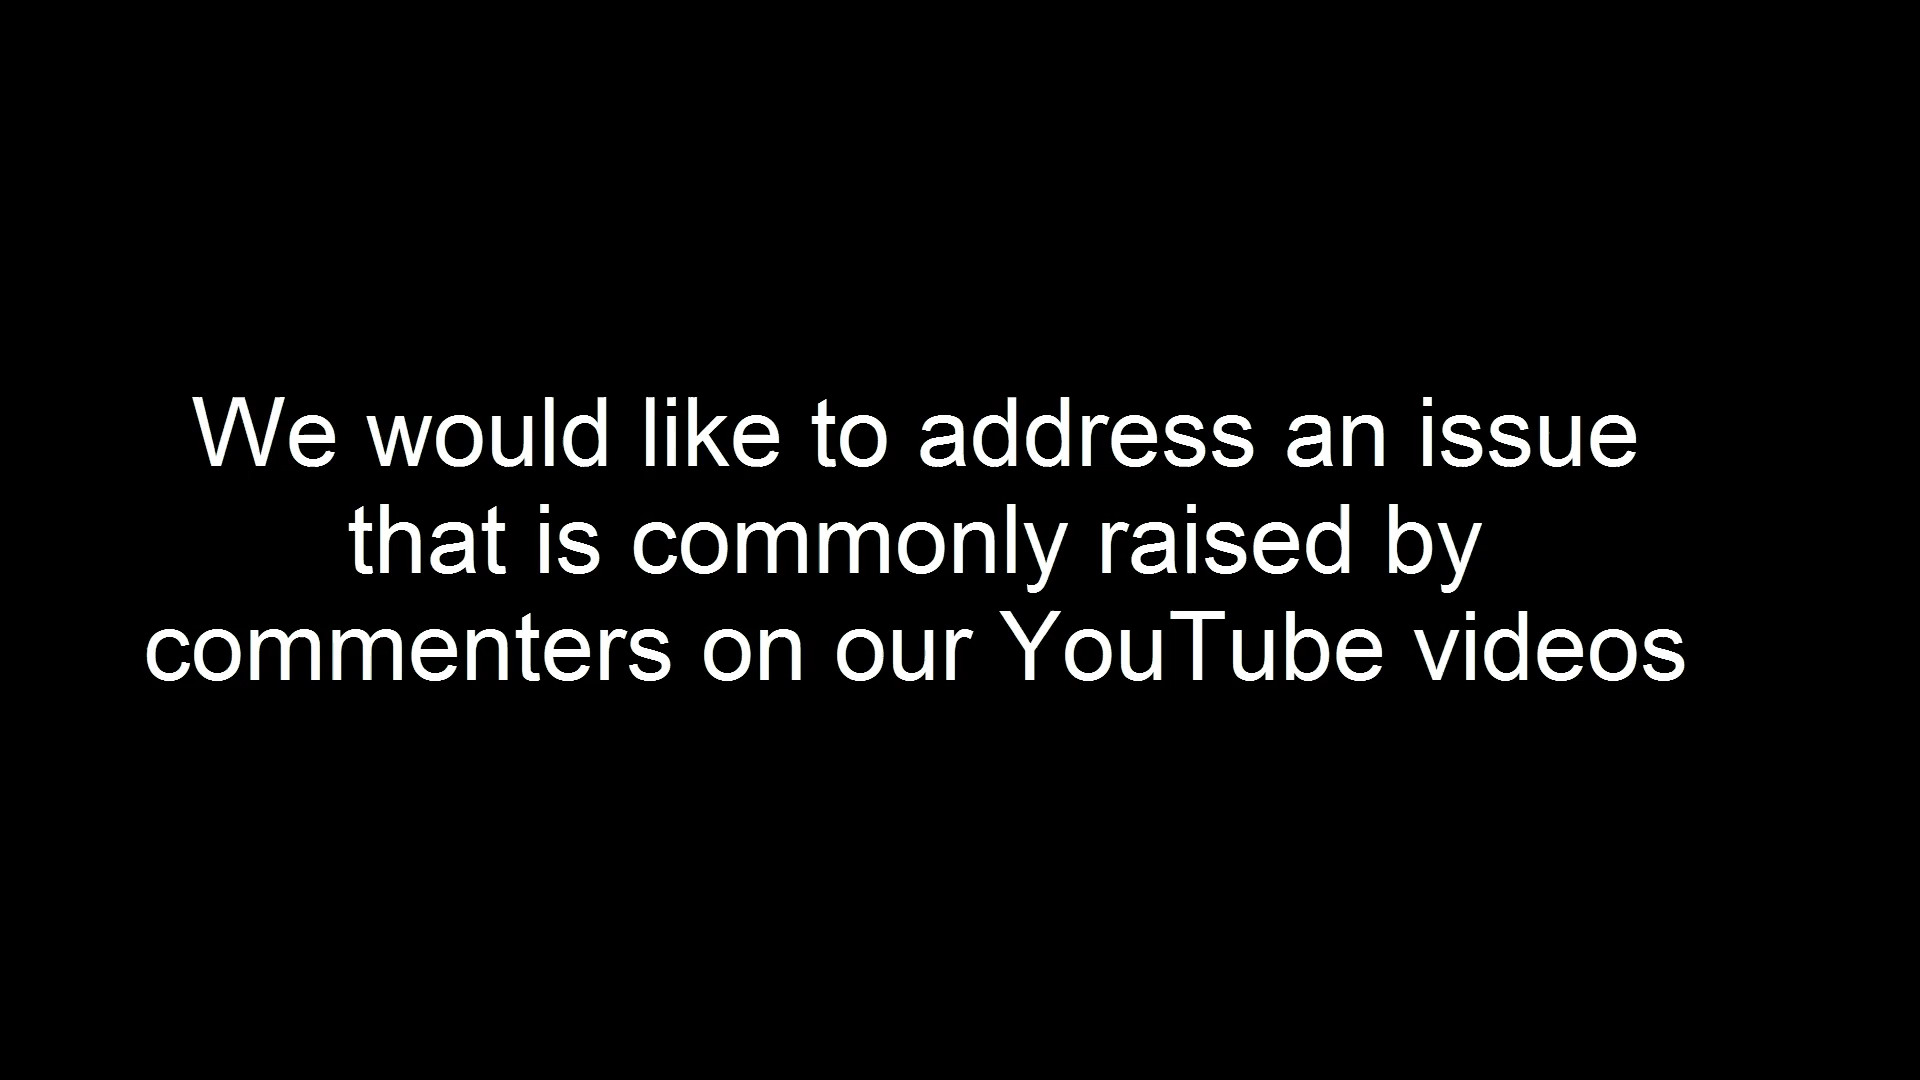 We would like to address an issue
that is commonly raised by
commenters on our YouTube videos